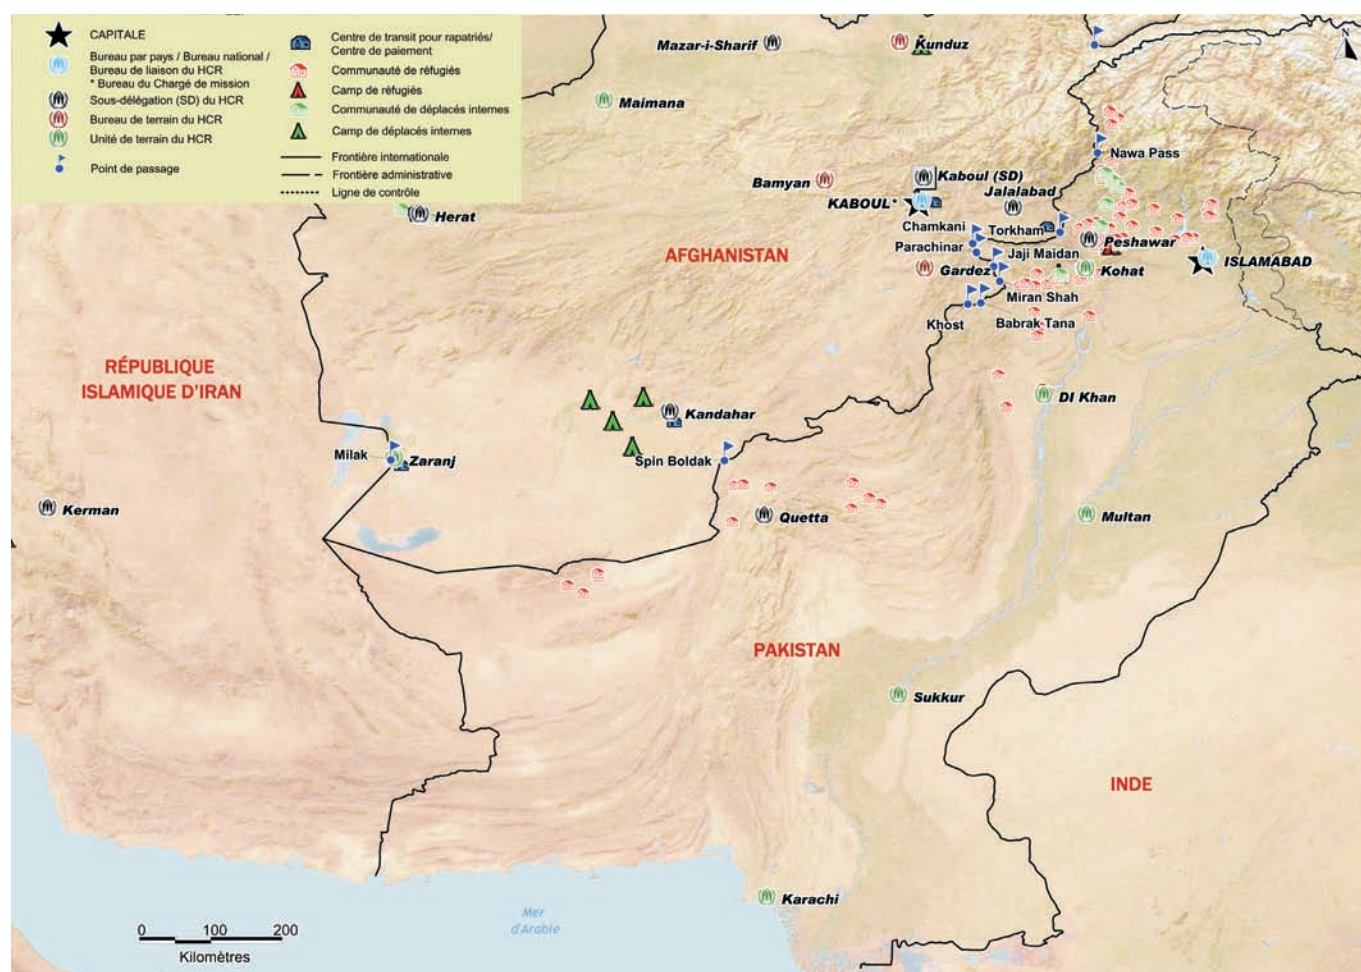 CAPITALE
Bureau par pays / Bureau national /
Bureau de liaison du HCR
* Bureau du Chargé de mission
Sous-délégation (SD) du HCR
Bureau de terrain du HCR
Unité de terrain du HCR
Point de passage
Centre de transit pour rapatriés/
Centre de paiement
Communauté de réfugiés
Camp de réfugiés
Communauté de déplacés internes
Camp de déplacés internes
Frontière internationale
Frontière administrative
Ligne de contrôle
N
Mazar-i-Sharif
Kunduz
Maimana
Nawa Pass
Bamyan
Kaboul (SD)
Jalalabad
KABOUL*
Herat
Chamkani
Torkham
Parachinar
Jaji Maidan
Peshawar
AFGHANISTAN
ISLAMABAD
Gardez
Kohat
Miran Shah
Khost
Babrak Tana
RÉPUBLIQUE
ISLAMIQUE D'IRAN
DI Khan
Kandahar
Milak
Zaranj
Spin Boldak
Kerman
Quetta
Multan
PAKISTAN
Sukkur
INDE
Karachi
Mer
d'Arabie
0 100 200
Kilomètres